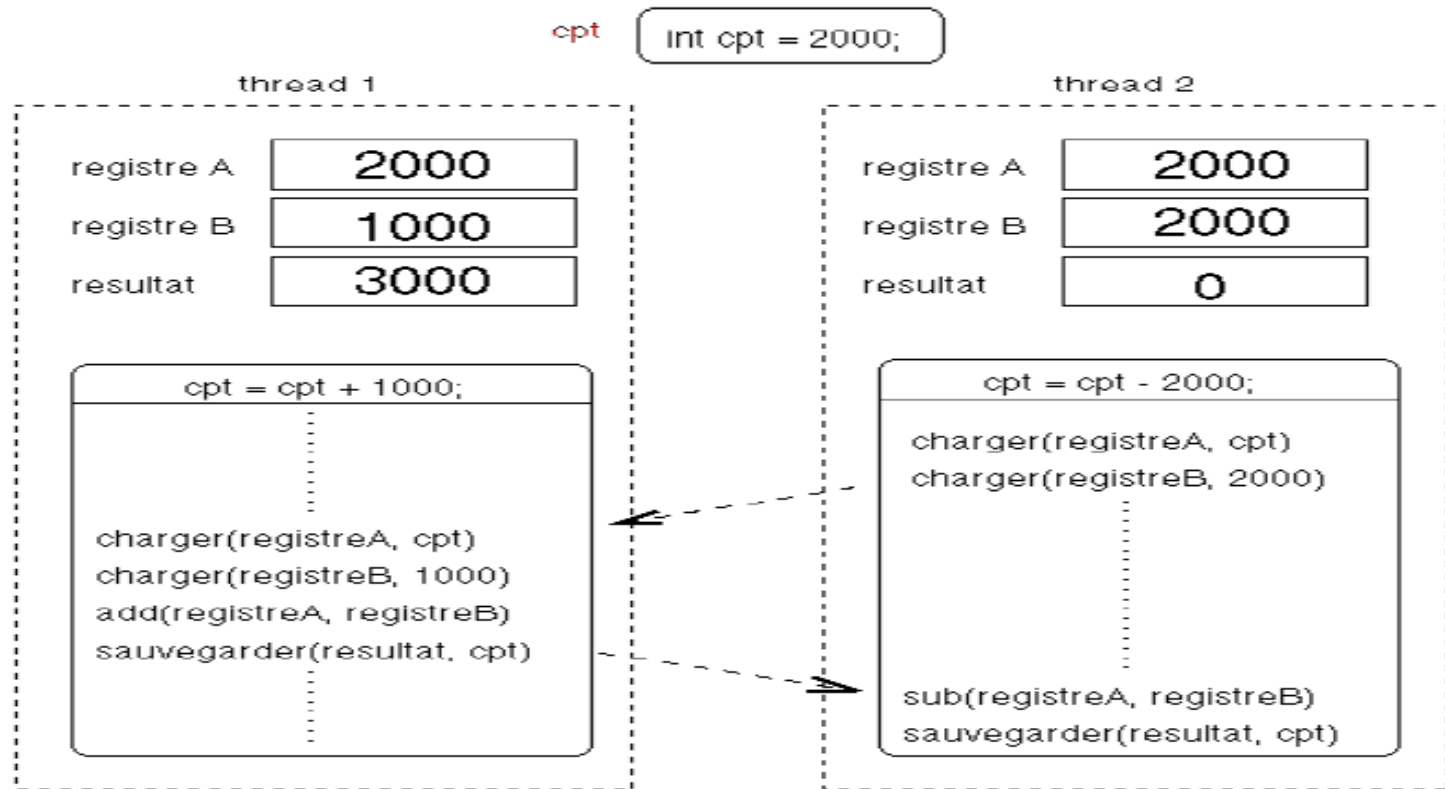 cpt
int cpt = 2000;
thread 1
registre A
2000
registre B
1000
resultat
3000
cpt = cpt + 1000;
charger(registreA, cpt)
charger(registreB, 1000)
add(registreA, registreB)
sauvegarder(resultat, cpt)
thread 2
registre A
2000
registre B
2000
resultat
0
cpt = cpt - 2000;
charger(registreA, cpt)
charger(registreB, 2000)
sub(registreA, registreB)
sauvegarder(resultat, cpt)